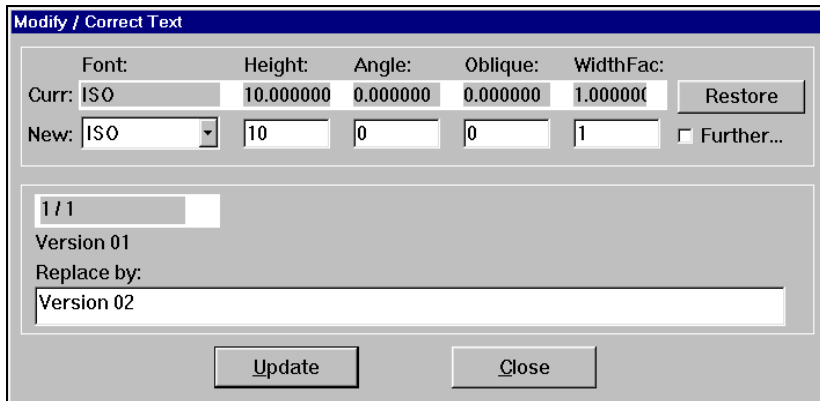 Modify / Correct Text
Font: Height: Angle: Oblique: WidthFac:
Curr: ISO 10.000000 0.000000 0.000000 1.00000( Restore
New: ISO 10 0 0 1 Further...
1 / 1
Version 01
Replace by:
Version 02
Update Close